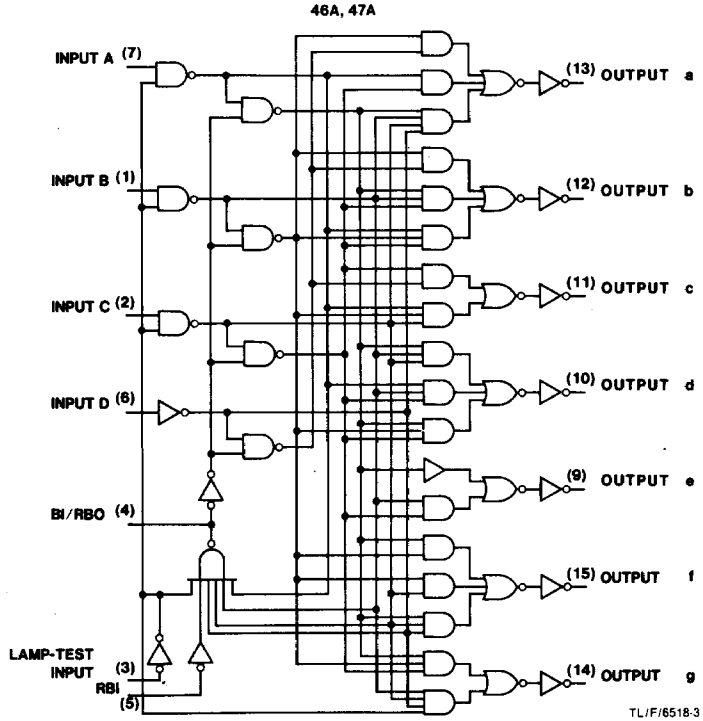 46A, 47A
INPUT A (7)
(13) OUTPUT a
INPUT B (1)
(12) OUTPUT b
(11) OUTPUT c
INPUT C (2)
(10) OUTPUT d
INPUT D (6)
(9) OUTPUT e
BI/RBO (4)
(15) OUTPUT f
LAMP-TEST
INPUT (3)
(14) OUTPUT g
RBI
(5)
TL/F/6518-3